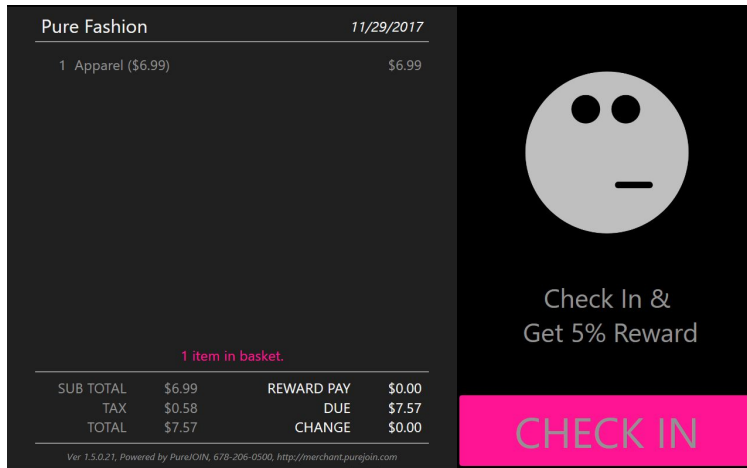 Pure Fashion 11/29/2017
1 Apparel ($6.99) $6.99
1 item in basket.
SUB TOTAL $6.99 REWARD PAY $0.00
TAX $0.58 DUE $7.57
TOTAL $7.57 CHANGE $0.00
Ver 1.5.0.21, Powered by PureJOIN, 678-206-0500, http://merchant.purejoin.com
Check In &
Get 5% Reward
CHECK IN